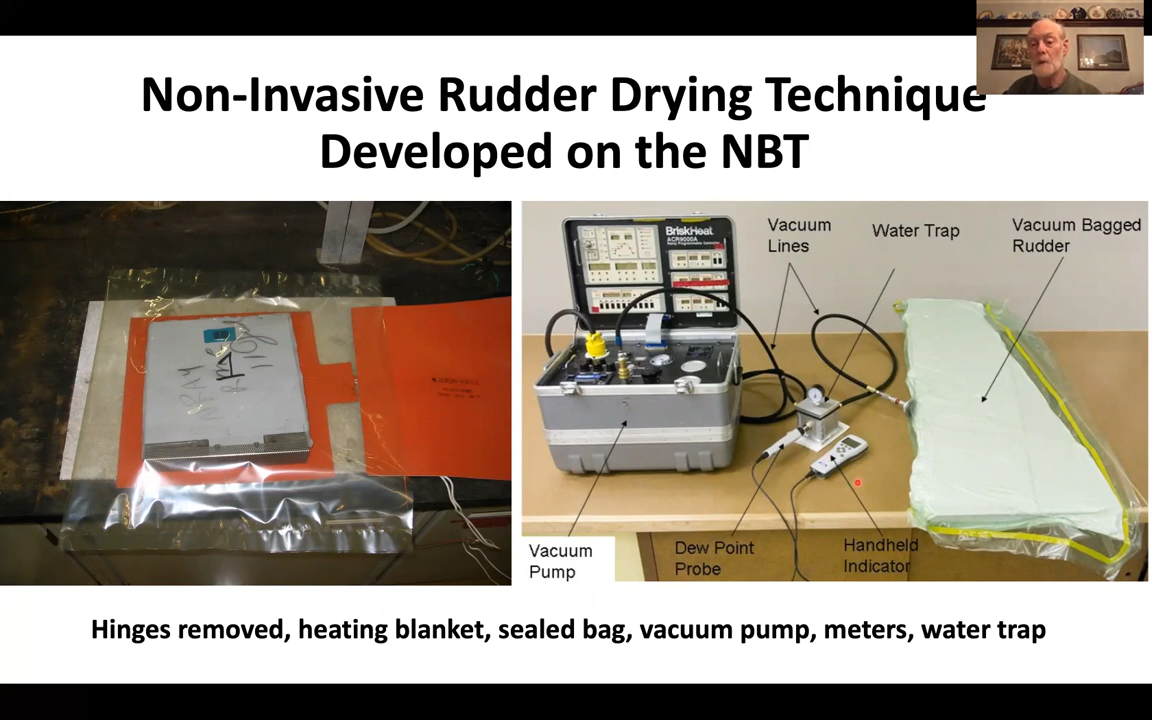 Non-Invasive Rudder Drying Technique
Developed on the NBT
BriskHeat
ACR9000A
Vacuum
Lines
Water Trap
Vacuum Bagged
Rudder
Vacuum
Pump
Dew Point
Probe
Handheld
Indicator
Hinges removed, heating blanket, sealed bag, vacuum pump, meters, water trap